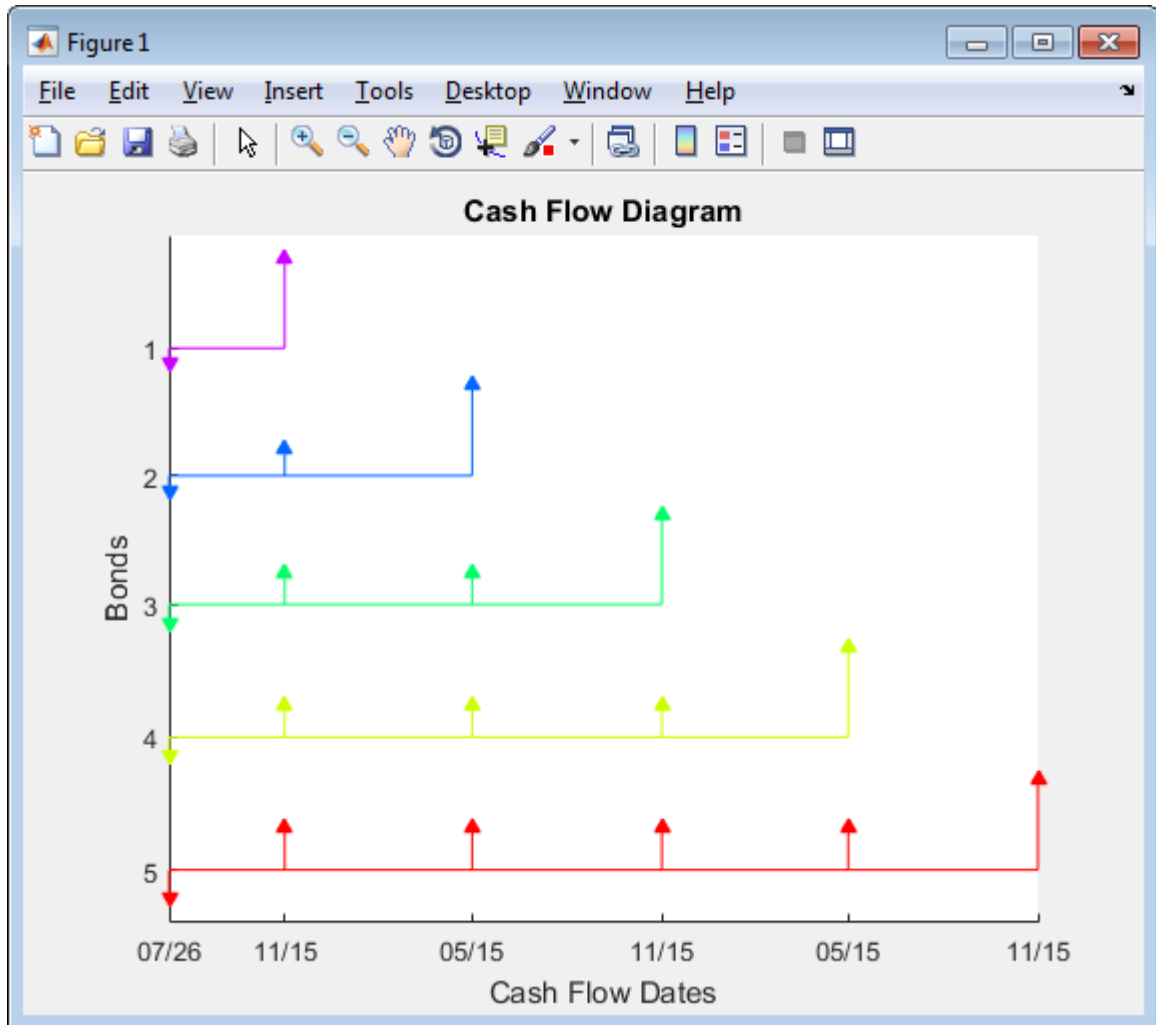 Figure 1
File Edit View Insert Tools Desktop Window Help
Cash Flow Diagram
1
2
3
4
5
Bonds
07/26 11/15 05/15 11/15 05/15 11/15
Cash Flow Dates